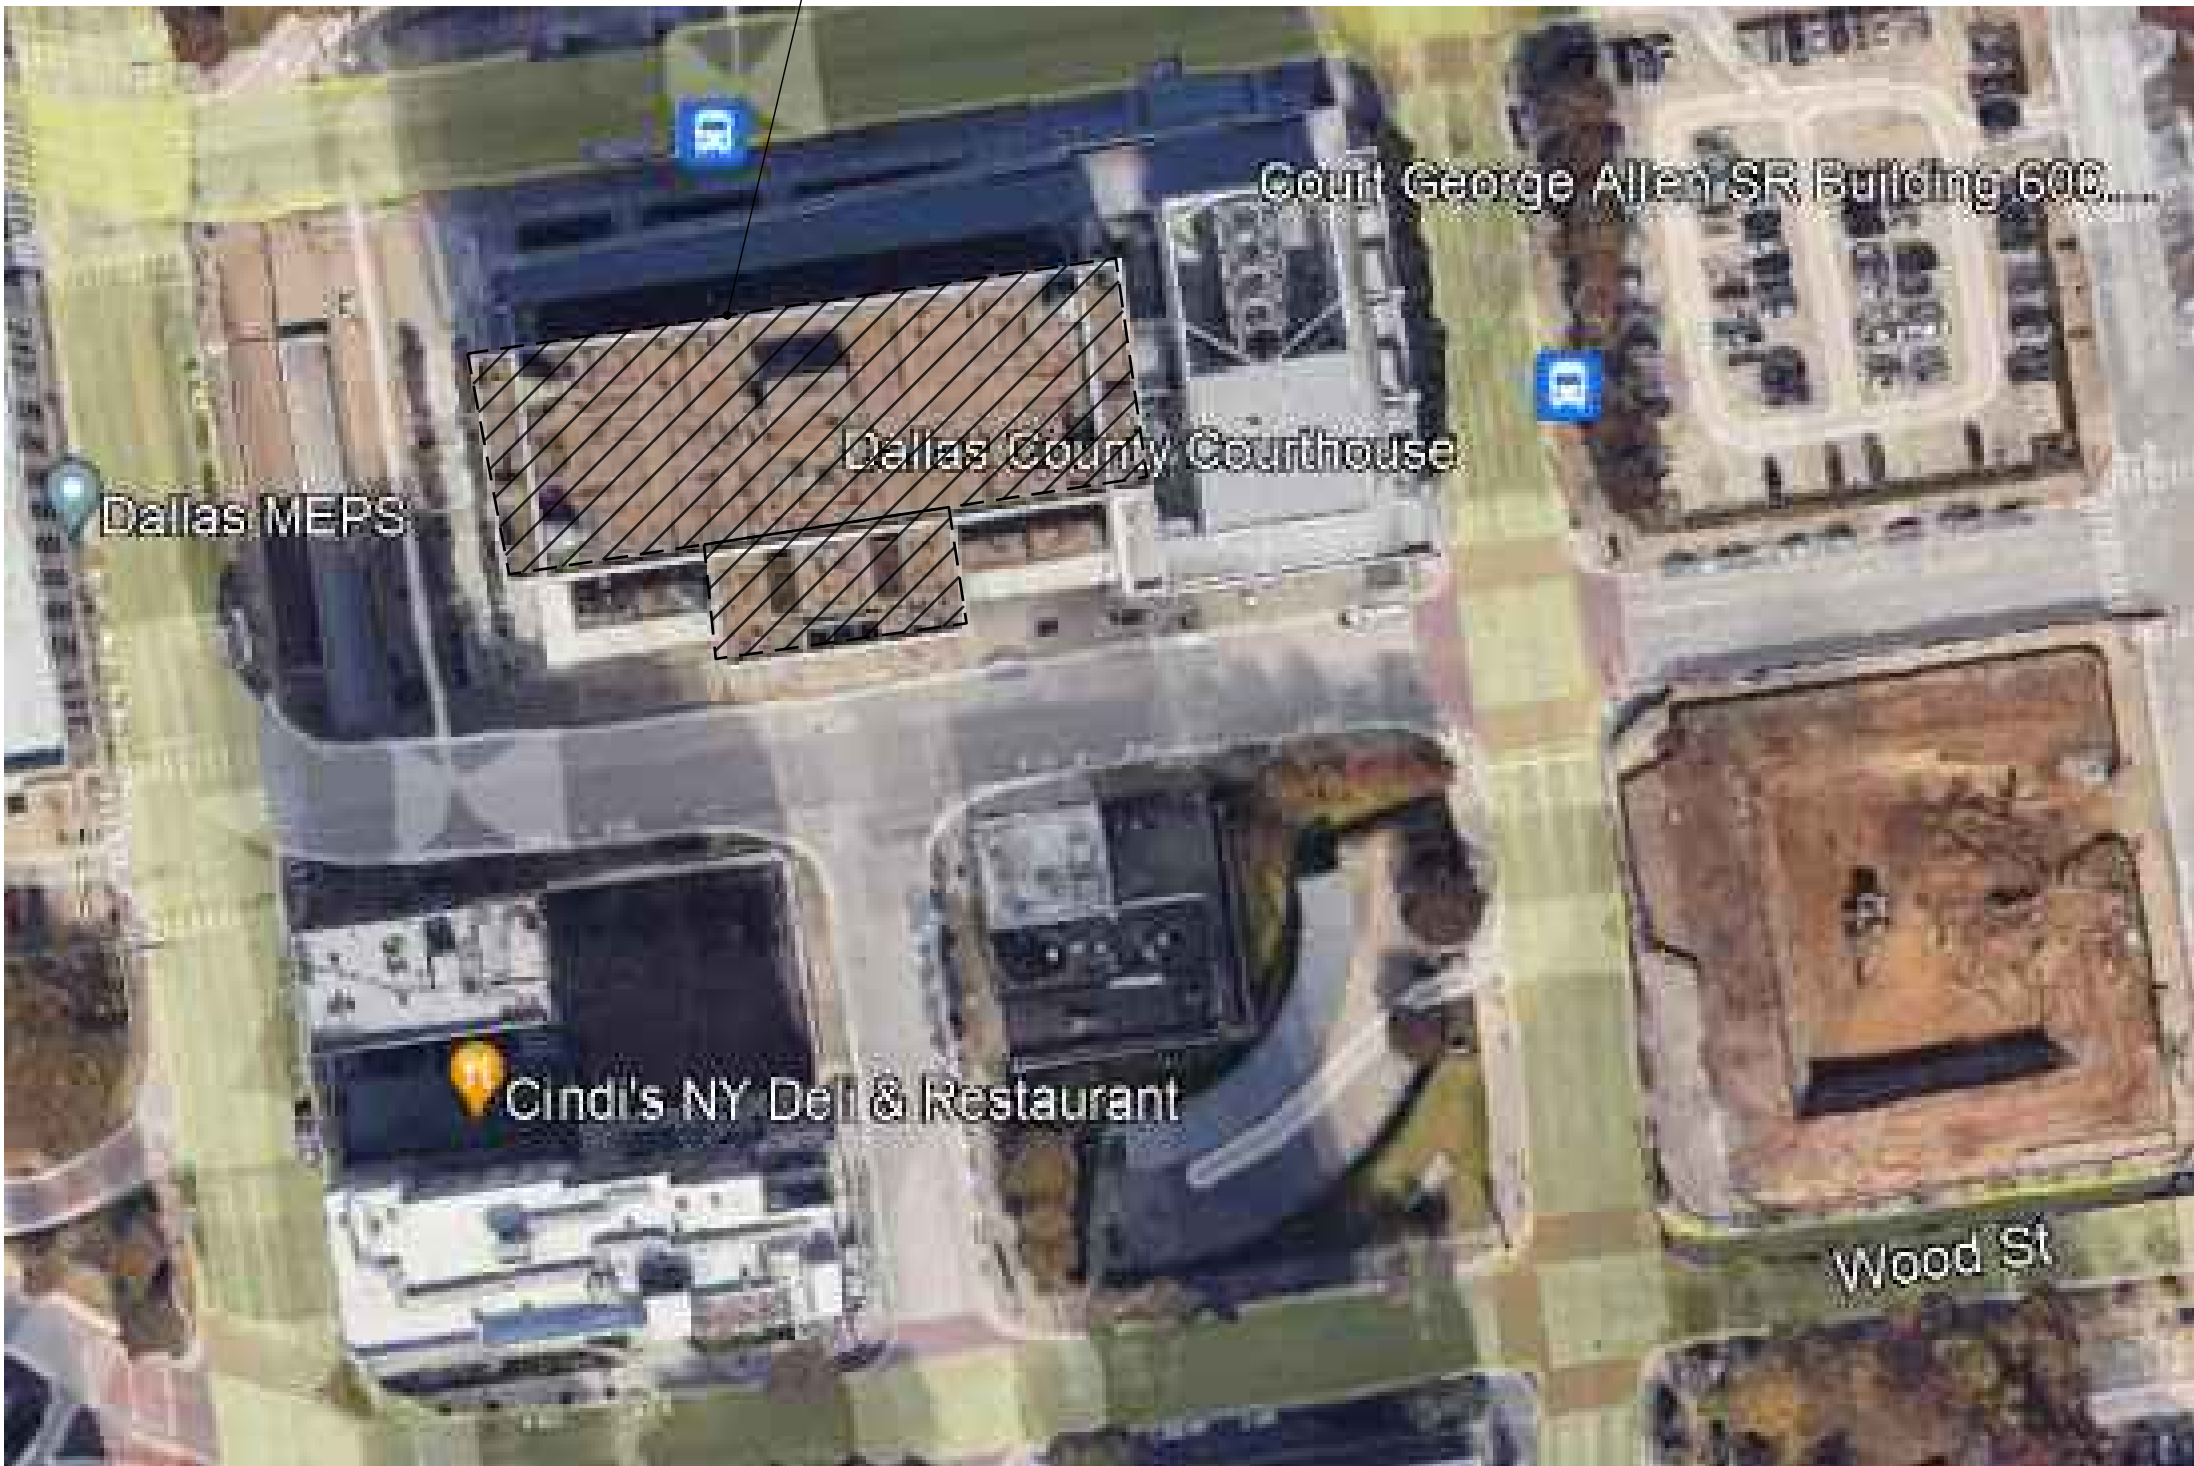 Court George Allen SR Building 600.....
Dallas County Courthouse
Dallas MEPS
Cindi's NY Deli & Restaurant
Wood St